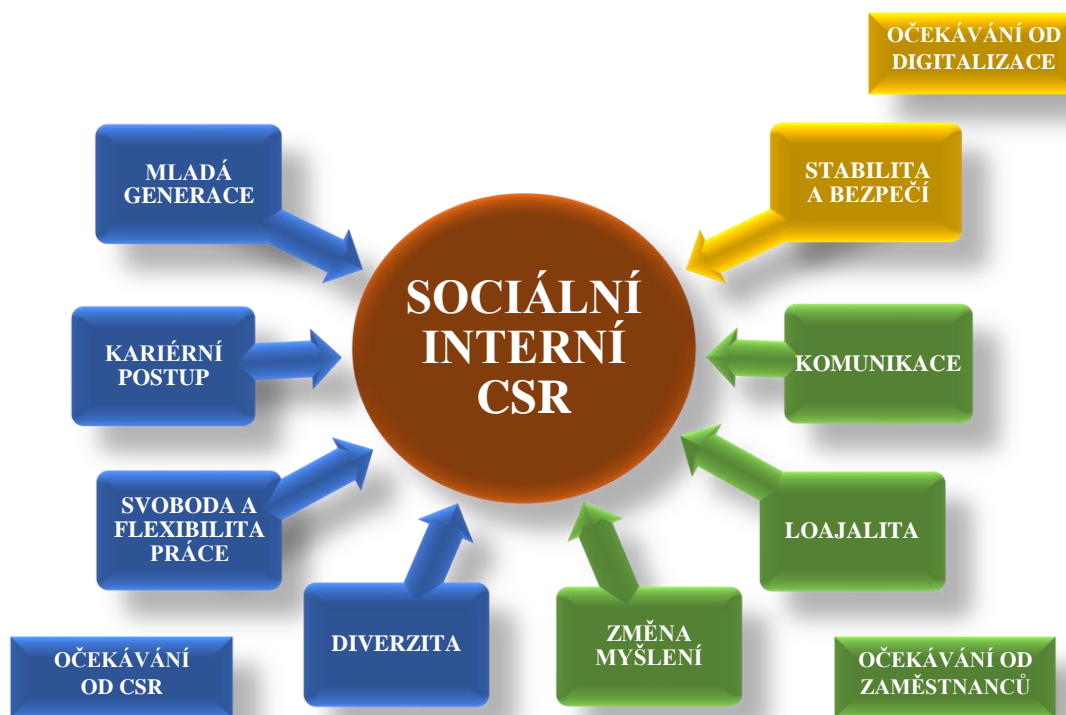 OČEKÁVÁNÍ OD
DIGITALIZACE
MLADÁ
GENERACE
STABILITA
A BEZPEČÍ
SOCIÁLNÍ
INTERNÍ
CSR
KARIÉRNÍ
POSTUP
KOMUNIKACE
SVOBODA A
FLEXIBILITA
PRÁCE
LOAJALITA
DIVERZITA
ZMĚNA
MYŠLENÍ
OČEKÁVÁNÍ
OD CSR
OČEKÁVÁNÍ OD
ZAMĚSTNANCŮ